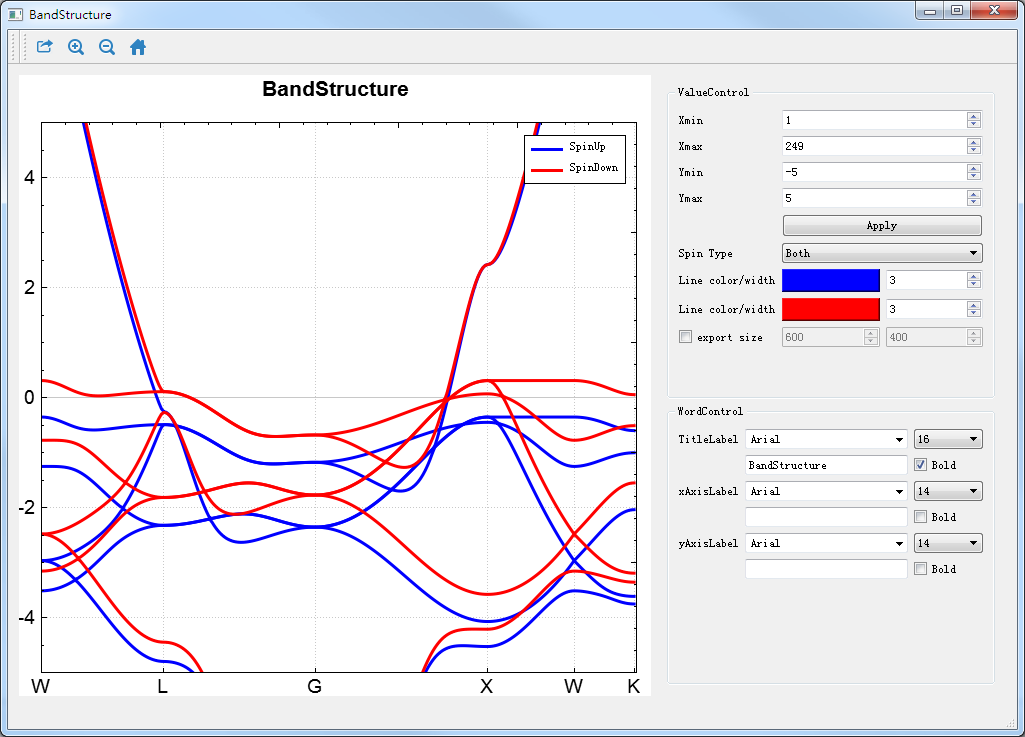 BandStructure
BandStructure
4
2
0
-2
-4
W L G X W K
SpinUp
SpinDown
ValueControl
Xmin 1
Xmax 249
Ymin -5
Ymax 5
Apply
Spin Type Both
Line color/width 3
Line color/width 3
export size 600 400
WordControl
TitleLabel Arial 16
BandStructure Bold
xAxisLabel Arial 14
Bold
yAxisLabel Arial 14
Bold